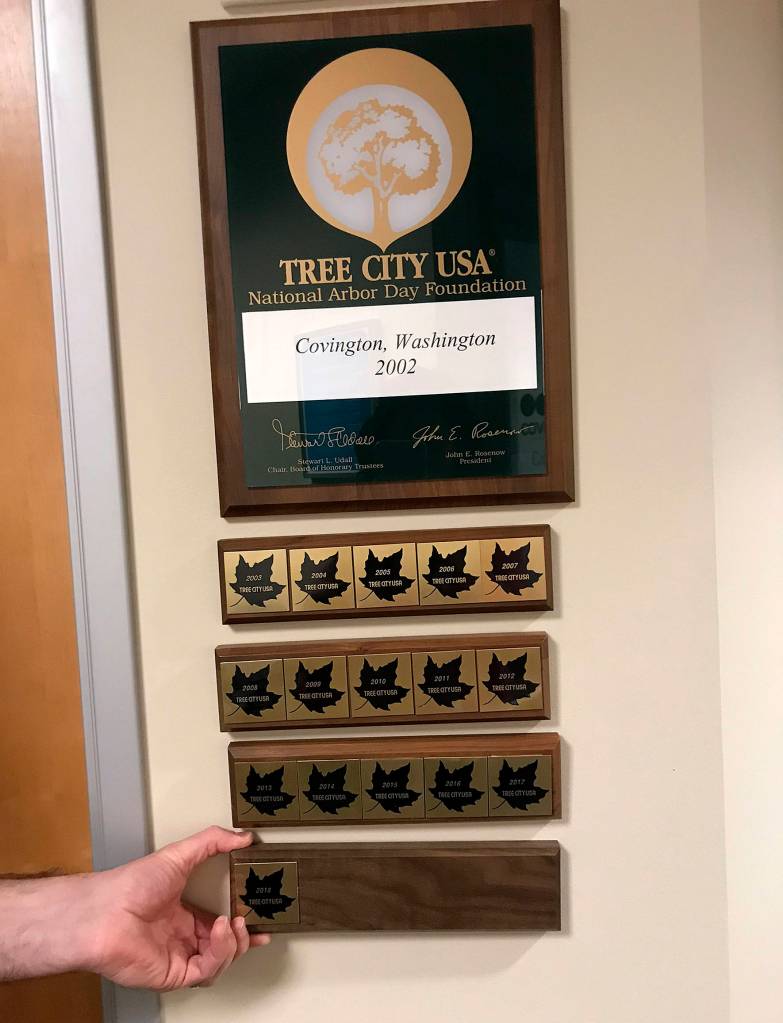 TREE CITY USA®
National Arbor Day Foundation
Covington, Washington
2002
Stewart L. Udall
John E. Rosenow
Stewart L. Udall
Chair, Board of Honorary Trustees
John E. Rosenow
President
2003
TREE CITY USA
2004
TREE CITY USA
2005
TREE CITY USA
2006
TREE CITY USA
2007
TREE CITY USA
2008
TREE CITY USA
2009
TREE CITY USA
2010
TREE CITY USA
2011
TREE CITY USA
2012
TREE CITY USA
2013
TREE CITY USA
2014
TREE CITY USA
2015
TREE CITY USA
2016
TREE CITY USA
2017
TREE CITY USA
2018
TREE CITY USA